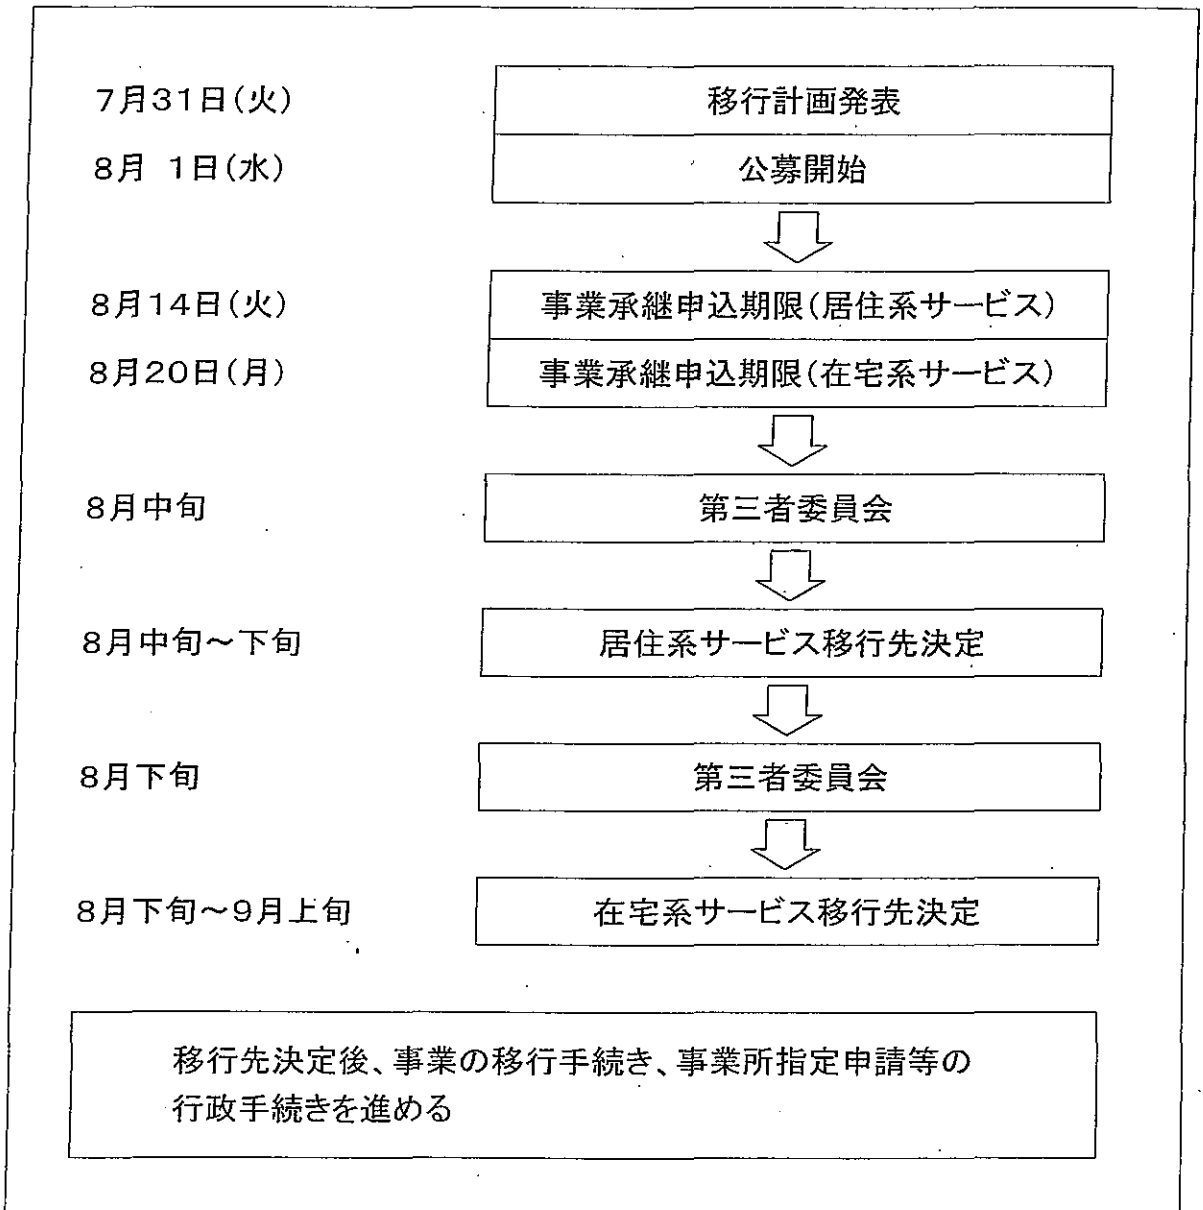 7月31日(火) 移行計画発表
8月 1日(水) 公募開始
8月14日(火) 事業承継申込期限(居住系サービス)
8月20日(月) 事業承継申込期限(在宅系サービス)
8月中旬 第三者委員会
8月中旬～下旬 居住系サービス移行先決定
8月下旬 第三者委員会
8月下旬～9月上旬 在宅系サービス移行先決定
移行先決定後、事業の移行手続き、事業所指定申請等の
行政手続きを進める